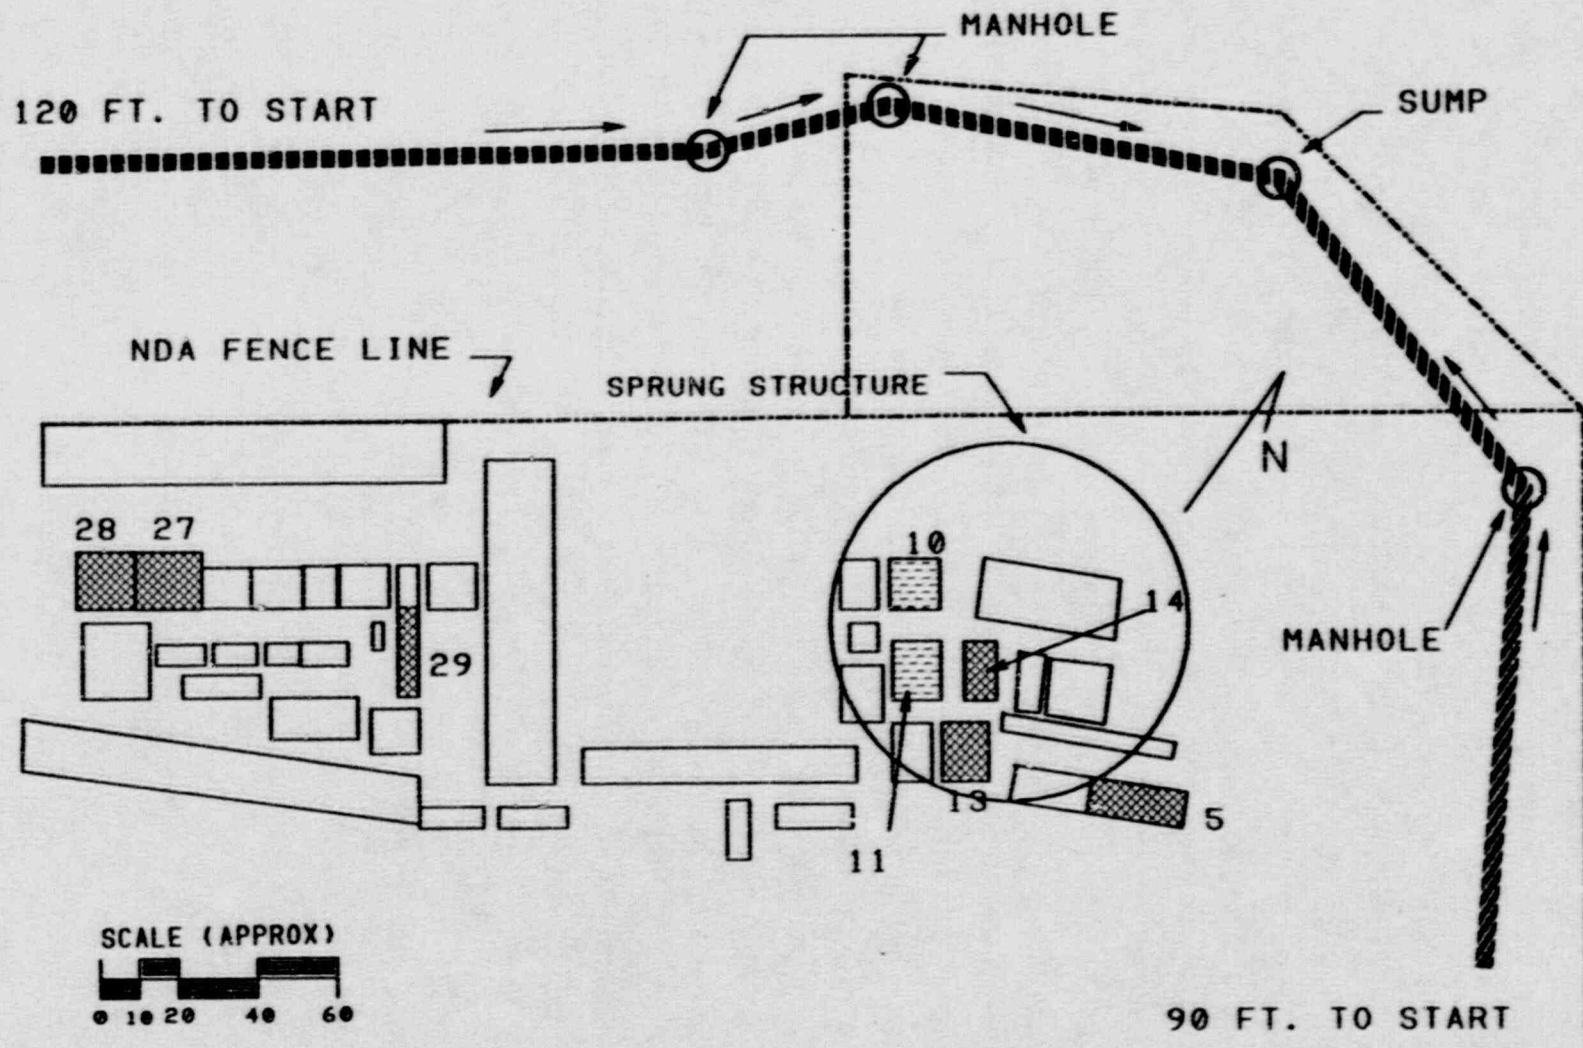 MANHOLE
120 FT. TO START
SUMP
NDA FENCE LINE
SPRUNG STRUCTURE
N
28 27
10
14
MANHOLE
29
13
5
11
SCALE (APPROX)
0 10 20 40 60
90 FT. TO START